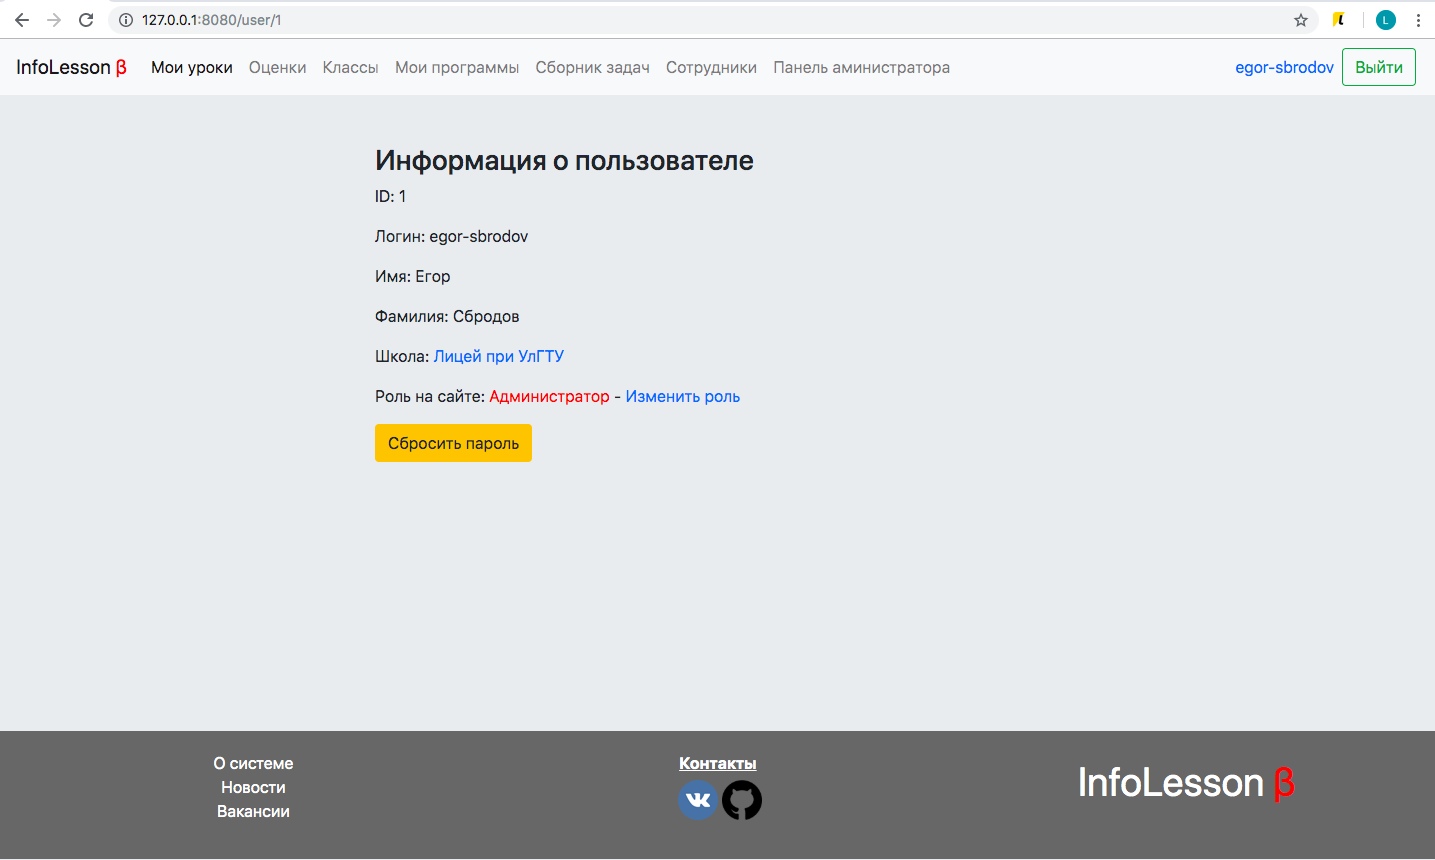 127.0.0.1:8080/user/1
L
InfoLesson β Мои уроки Оценки Классы Мои программы Сборник задач Сотрудники Панель аминистратора egor-sbrodov Выйти
Информация о пользователе
ID: 1
Логин: egor-sbrodov
Имя: Егор
Фамилия: Сбродов
Школа: Лицей при УлГТУ
Роль на сайте: Администратор - Изменить роль
Сбросить пароль
О системе
Новости
Вакансии
Контакты
InfoLesson β